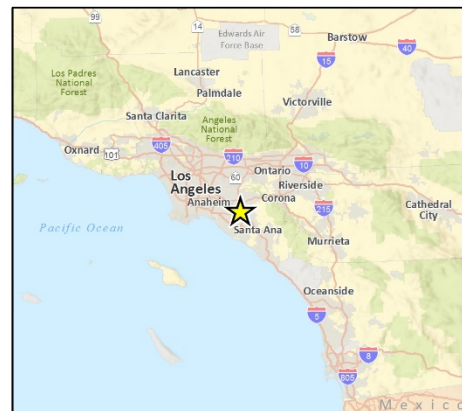 99
14
58
Edwards Air
Force Base
Barstow
15
40
Los Padres
National
Forest
Lancaster
Palmdale
Victorville
Santa Clarita
Angeles
National
Forest
Oxnard
101
405
210
Ontario
10
Los
Angeles
60
Riverside
Corona
215
Cathedral
City
Anaheim
Pacific Ocean
Santa Ana
Murrieta
Oceanside
5
8
805
Mexico